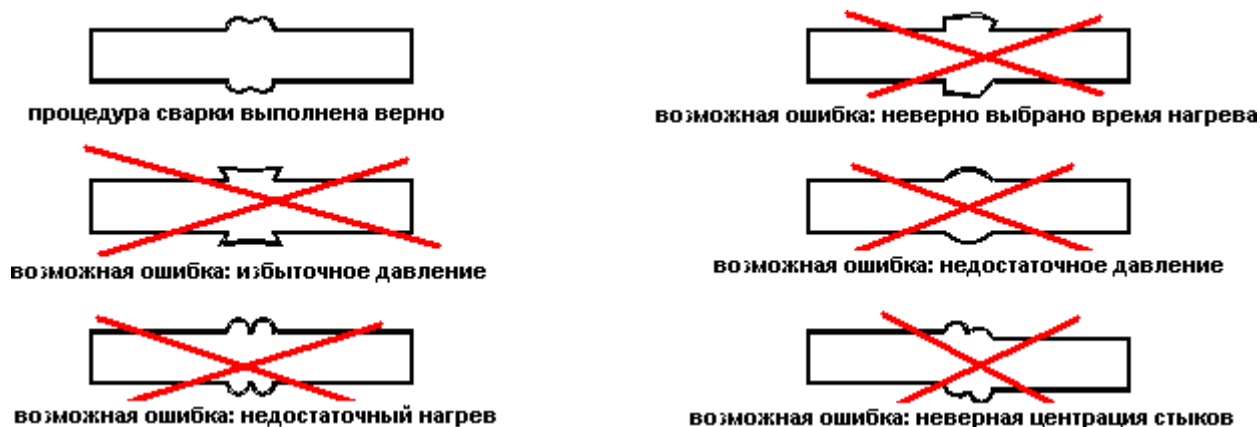 процедура сварки выполнена верно
возможная ошибка: неверно выбрано время нагрева
возможная ошибка: избыточное давление
возможная ошибка: недостаточное давление
возможная ошибка: недостаточный нагрев
возможная ошибка: неверная центрация стыков